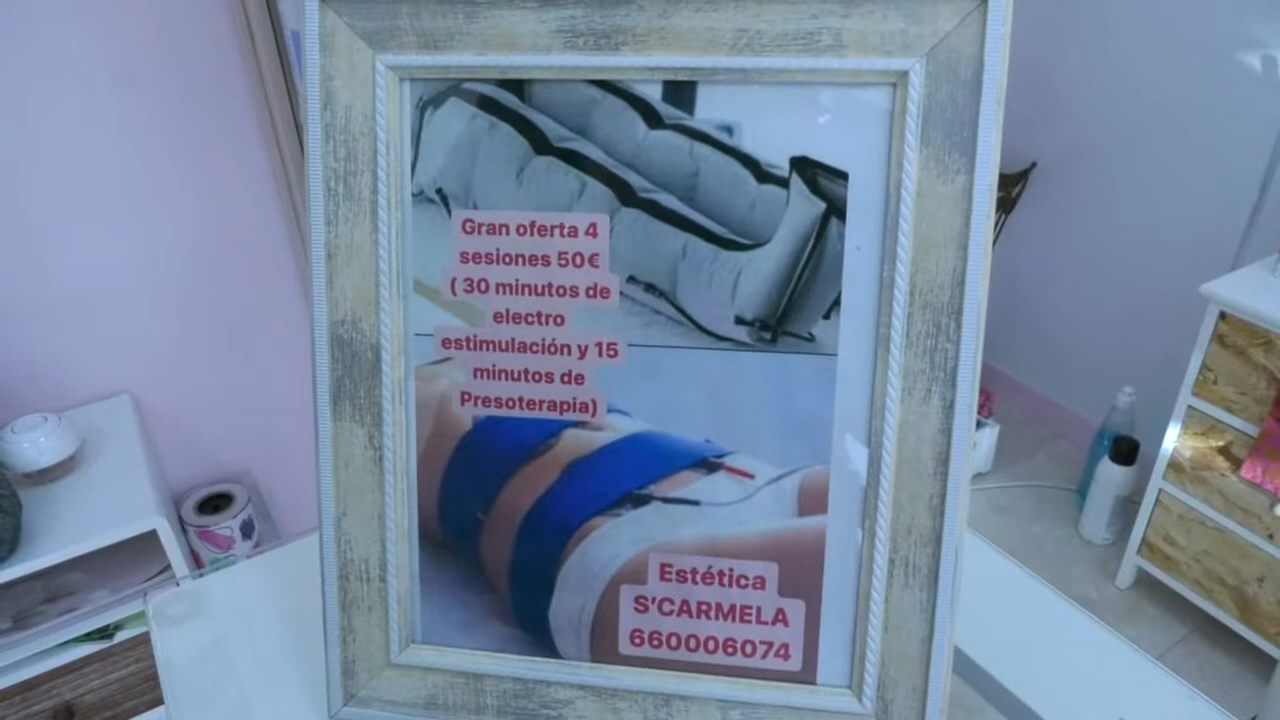 Gran oferta 4
sesiones 50€
( 30 minutos de
electro
estimulación y 15
minutos de
Presoterapia)
Estética
S'CARMELA
660006074